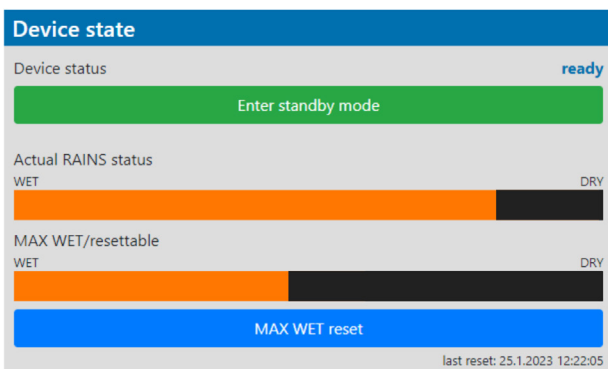 Device state
Device status ready
Enter standby mode
Actual RAINS status
WET DRY
MAX WET/resettable
WET DRY
MAX WET reset
last reset: 25.1.2023 12:22:05